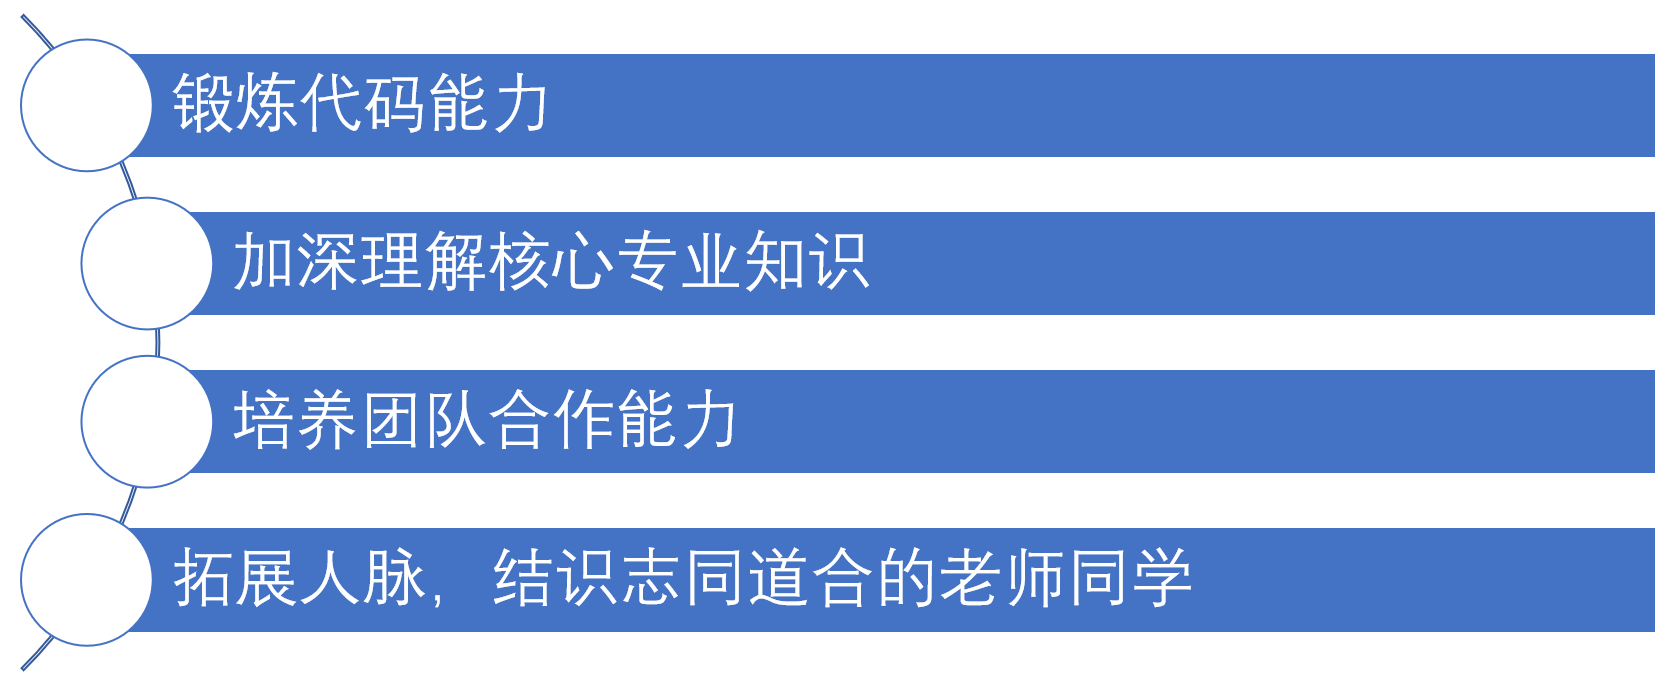 锻炼代码能力
加深理解核心专业知识
培养团队合作能力
拓展人脉，结识志同道合的老师同学